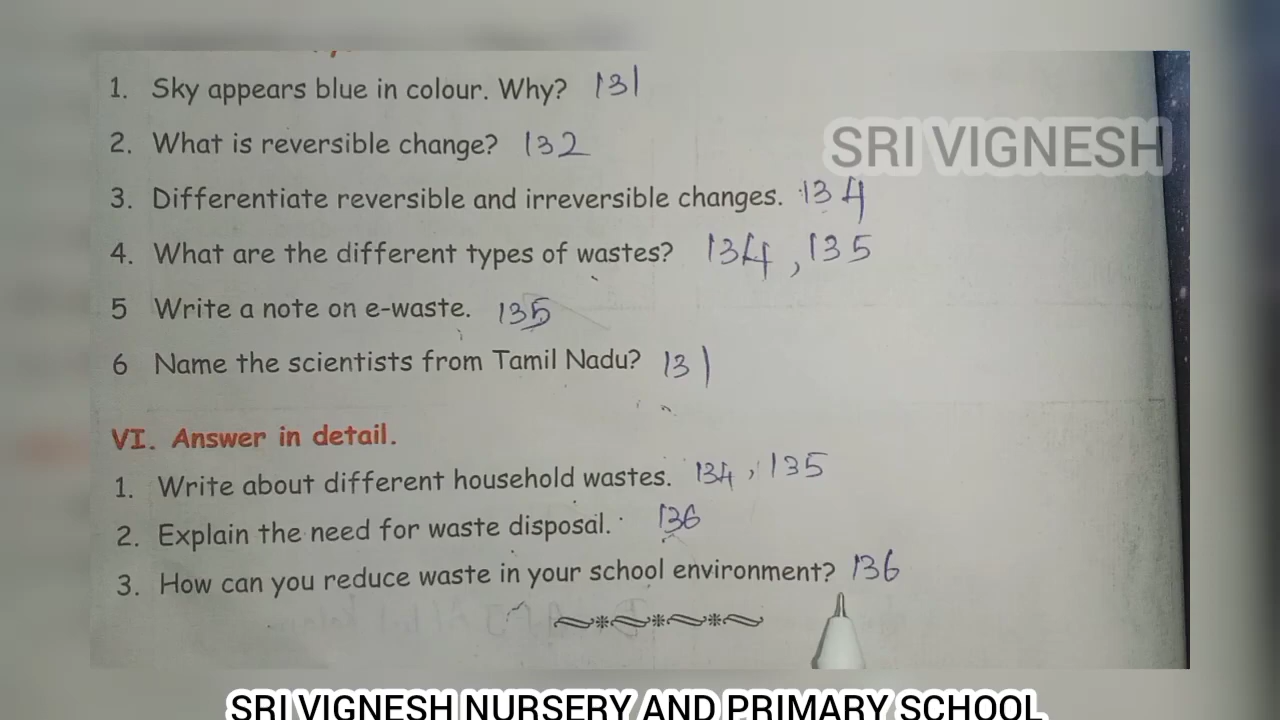 1. Sky appears blue in colour. Why? 131
SRI VIGNESH
2. What is reversible change? 132
3. Differentiate reversible and irreversible changes. 134
4. What are the different types of wastes? 134, 135
5 Write a note on e-waste. 135
6 Name the scientists from Tamil Nadu? 131
VI. Answer in detail.
1. Write about different household wastes. 134, 135
2. Explain the need for waste disposal. 136
3. How can you reduce waste in your school environment? 136
SRI VIGNESH NURSERY AND PRIMARY SCHOOL